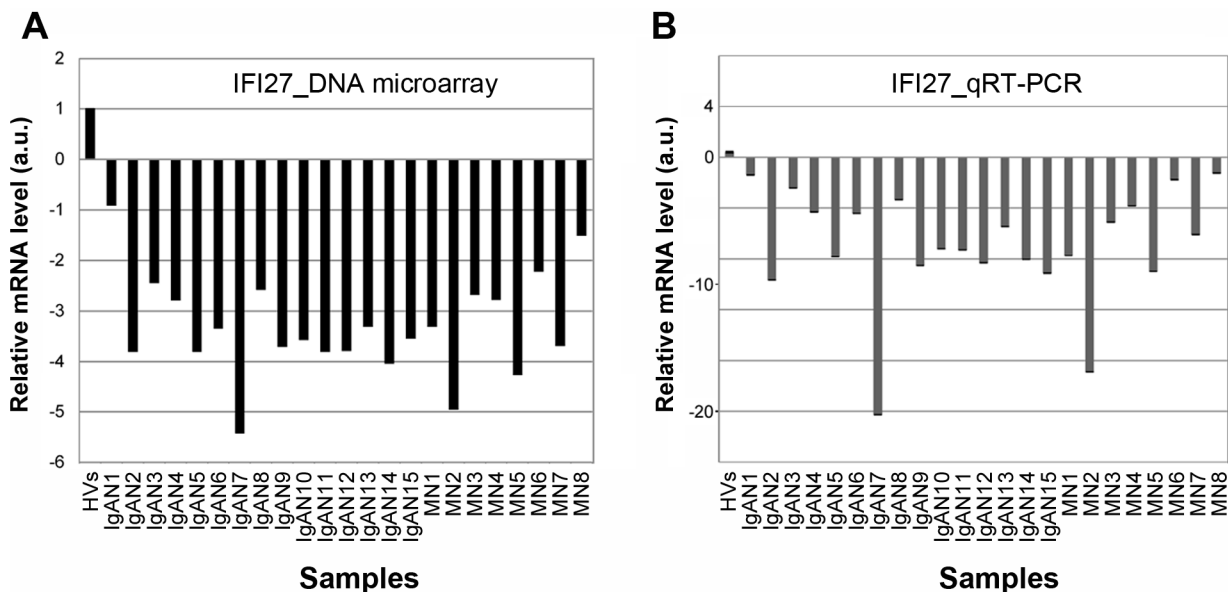 A
IFI27_DNA microarray
Relative mRNA level (a.u.)
2
1
0
-1
-2
-3
-4
-5
-6
HVs
IgAN1
IgAN2
IgAN3
IgAN4
IgAN5
IgAN6
IgAN7
IgAN8
IgAN9
IgAN10
IgAN11
IgAN12
IgAN13
IgAN14
IgAN15
MN1
MN2
MN3
MN4
MN5
MN6
MN7
MN8
Samples
B
IFI27_qRT-PCR
Relative mRNA level (a.u.)
4
0
-10
-20
HVs
IgAN1
IgAN2
IgAN3
IgAN4
IgAN5
IgAN6
IgAN7
IgAN8
IgAN9
IgAN10
IgAN11
IgAN12
IgAN13
IgAN14
IgAN15
MN1
MN2
MN3
MN4
MN5
MN6
MN7
MN8
Samples